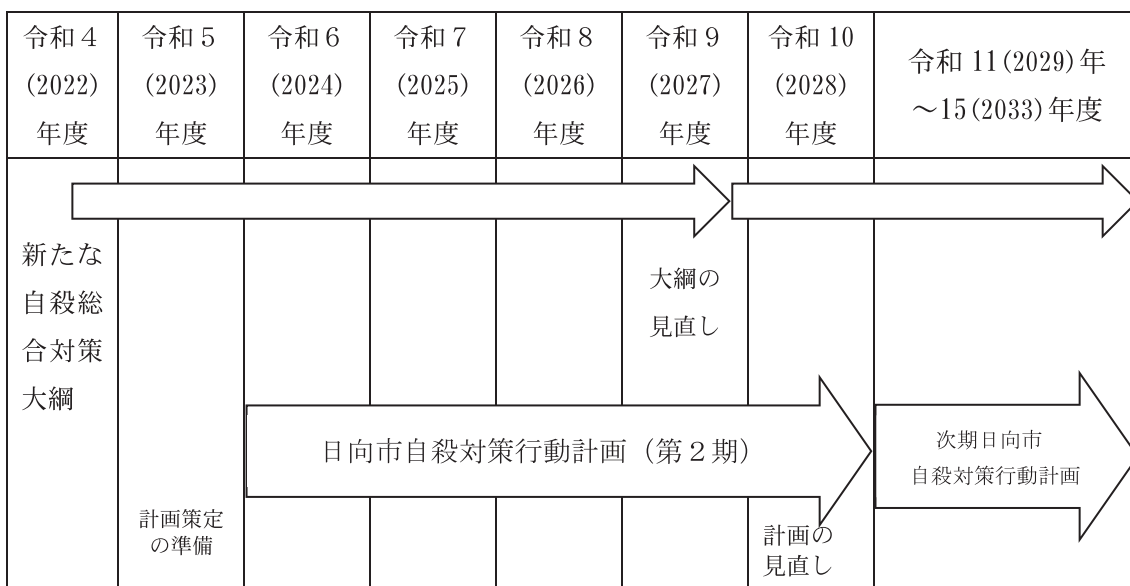 令和４
(2022)
年度
令和５
(2023)
年度
令和６
(2024)
年度
令和７
(2025)
年度
令和８
(2026)
年度
令和９
(2027)
年度
令和 10
(2028)
年度
令和 11(2029)年
～15(2033)年度
新たな
自殺総
合対策
大綱
大綱の
見直し
日向市自殺対策行動計画（第２期）
次期日向市
自殺対策行動計画
計画策定
の準備
計画の
見直し